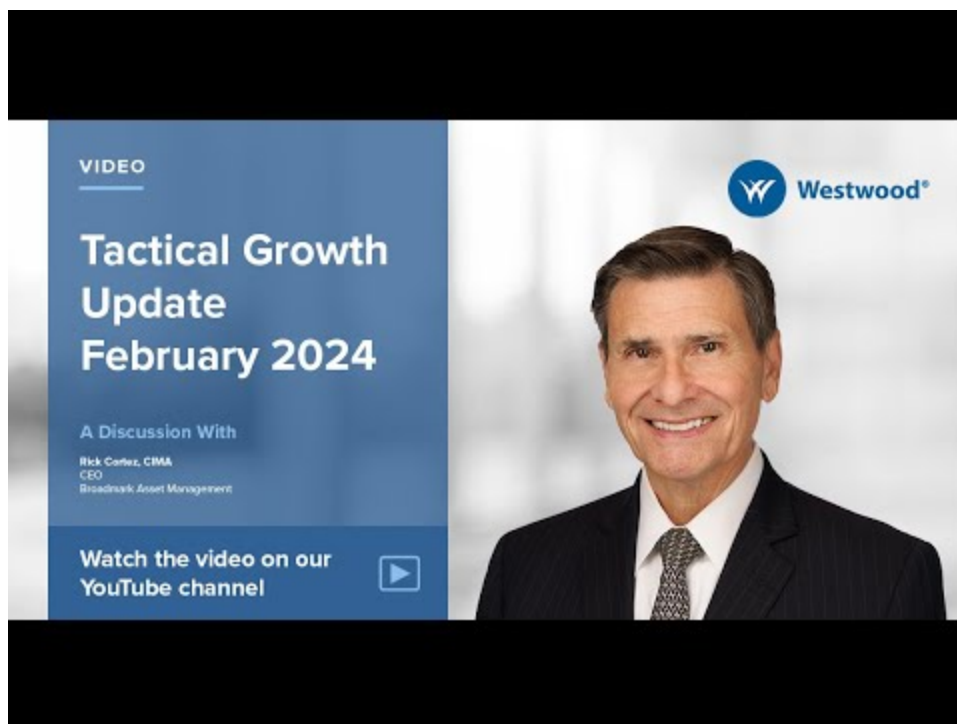 VIDEO
Tactical Growth
Update
February 2024
A Discussion With
Rick Cortez, CIMA
CEO
Broadmark Asset Management
Watch the video on our
YouTube channel
Westwood®